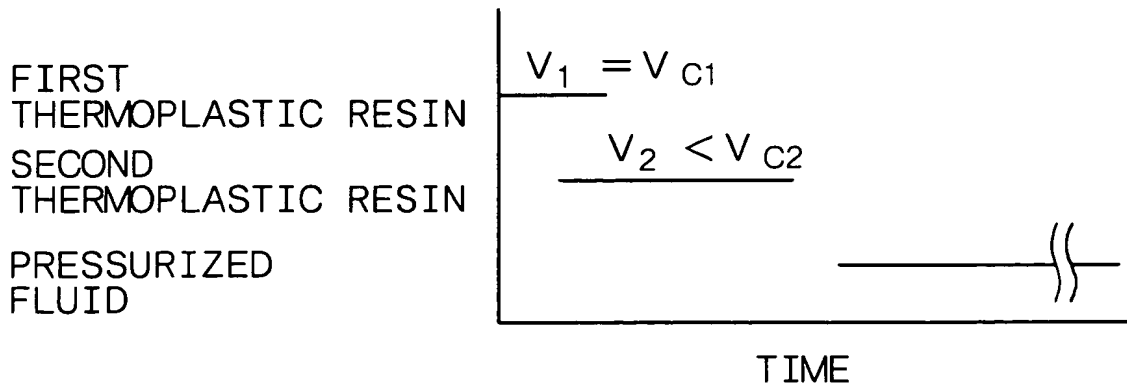 FIRST
THERMOPLASTIC RESIN
V1 = VC1
SECOND
THERMOPLASTIC RESIN
V2 < VC2
PRESSURIZED
FLUID
TIME